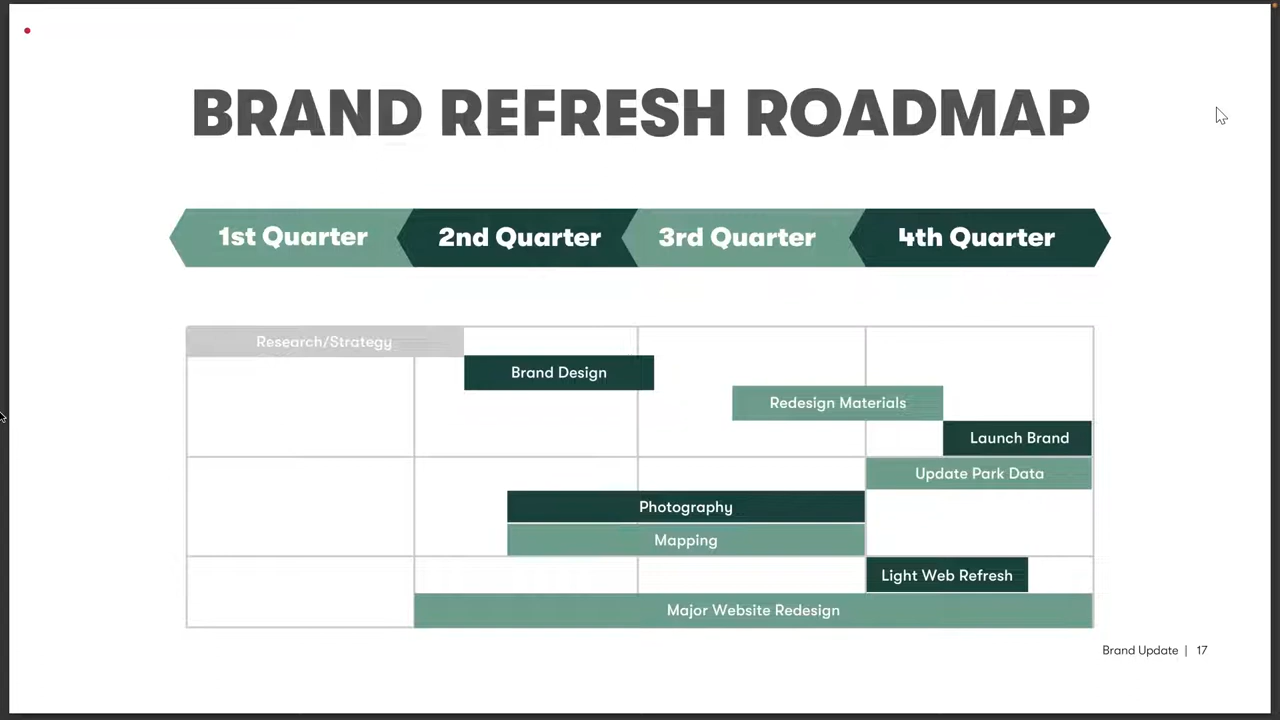 BRAND REFRESH ROADMAP
1st Quarter
2nd Quarter
3rd Quarter
4th Quarter
Research/Strategy
Brand Design
Redesign Materials
Launch Brand
Update Park Data
Photography
Mapping
Light Web Refresh
Major Website Redesign
Brand Update | 17